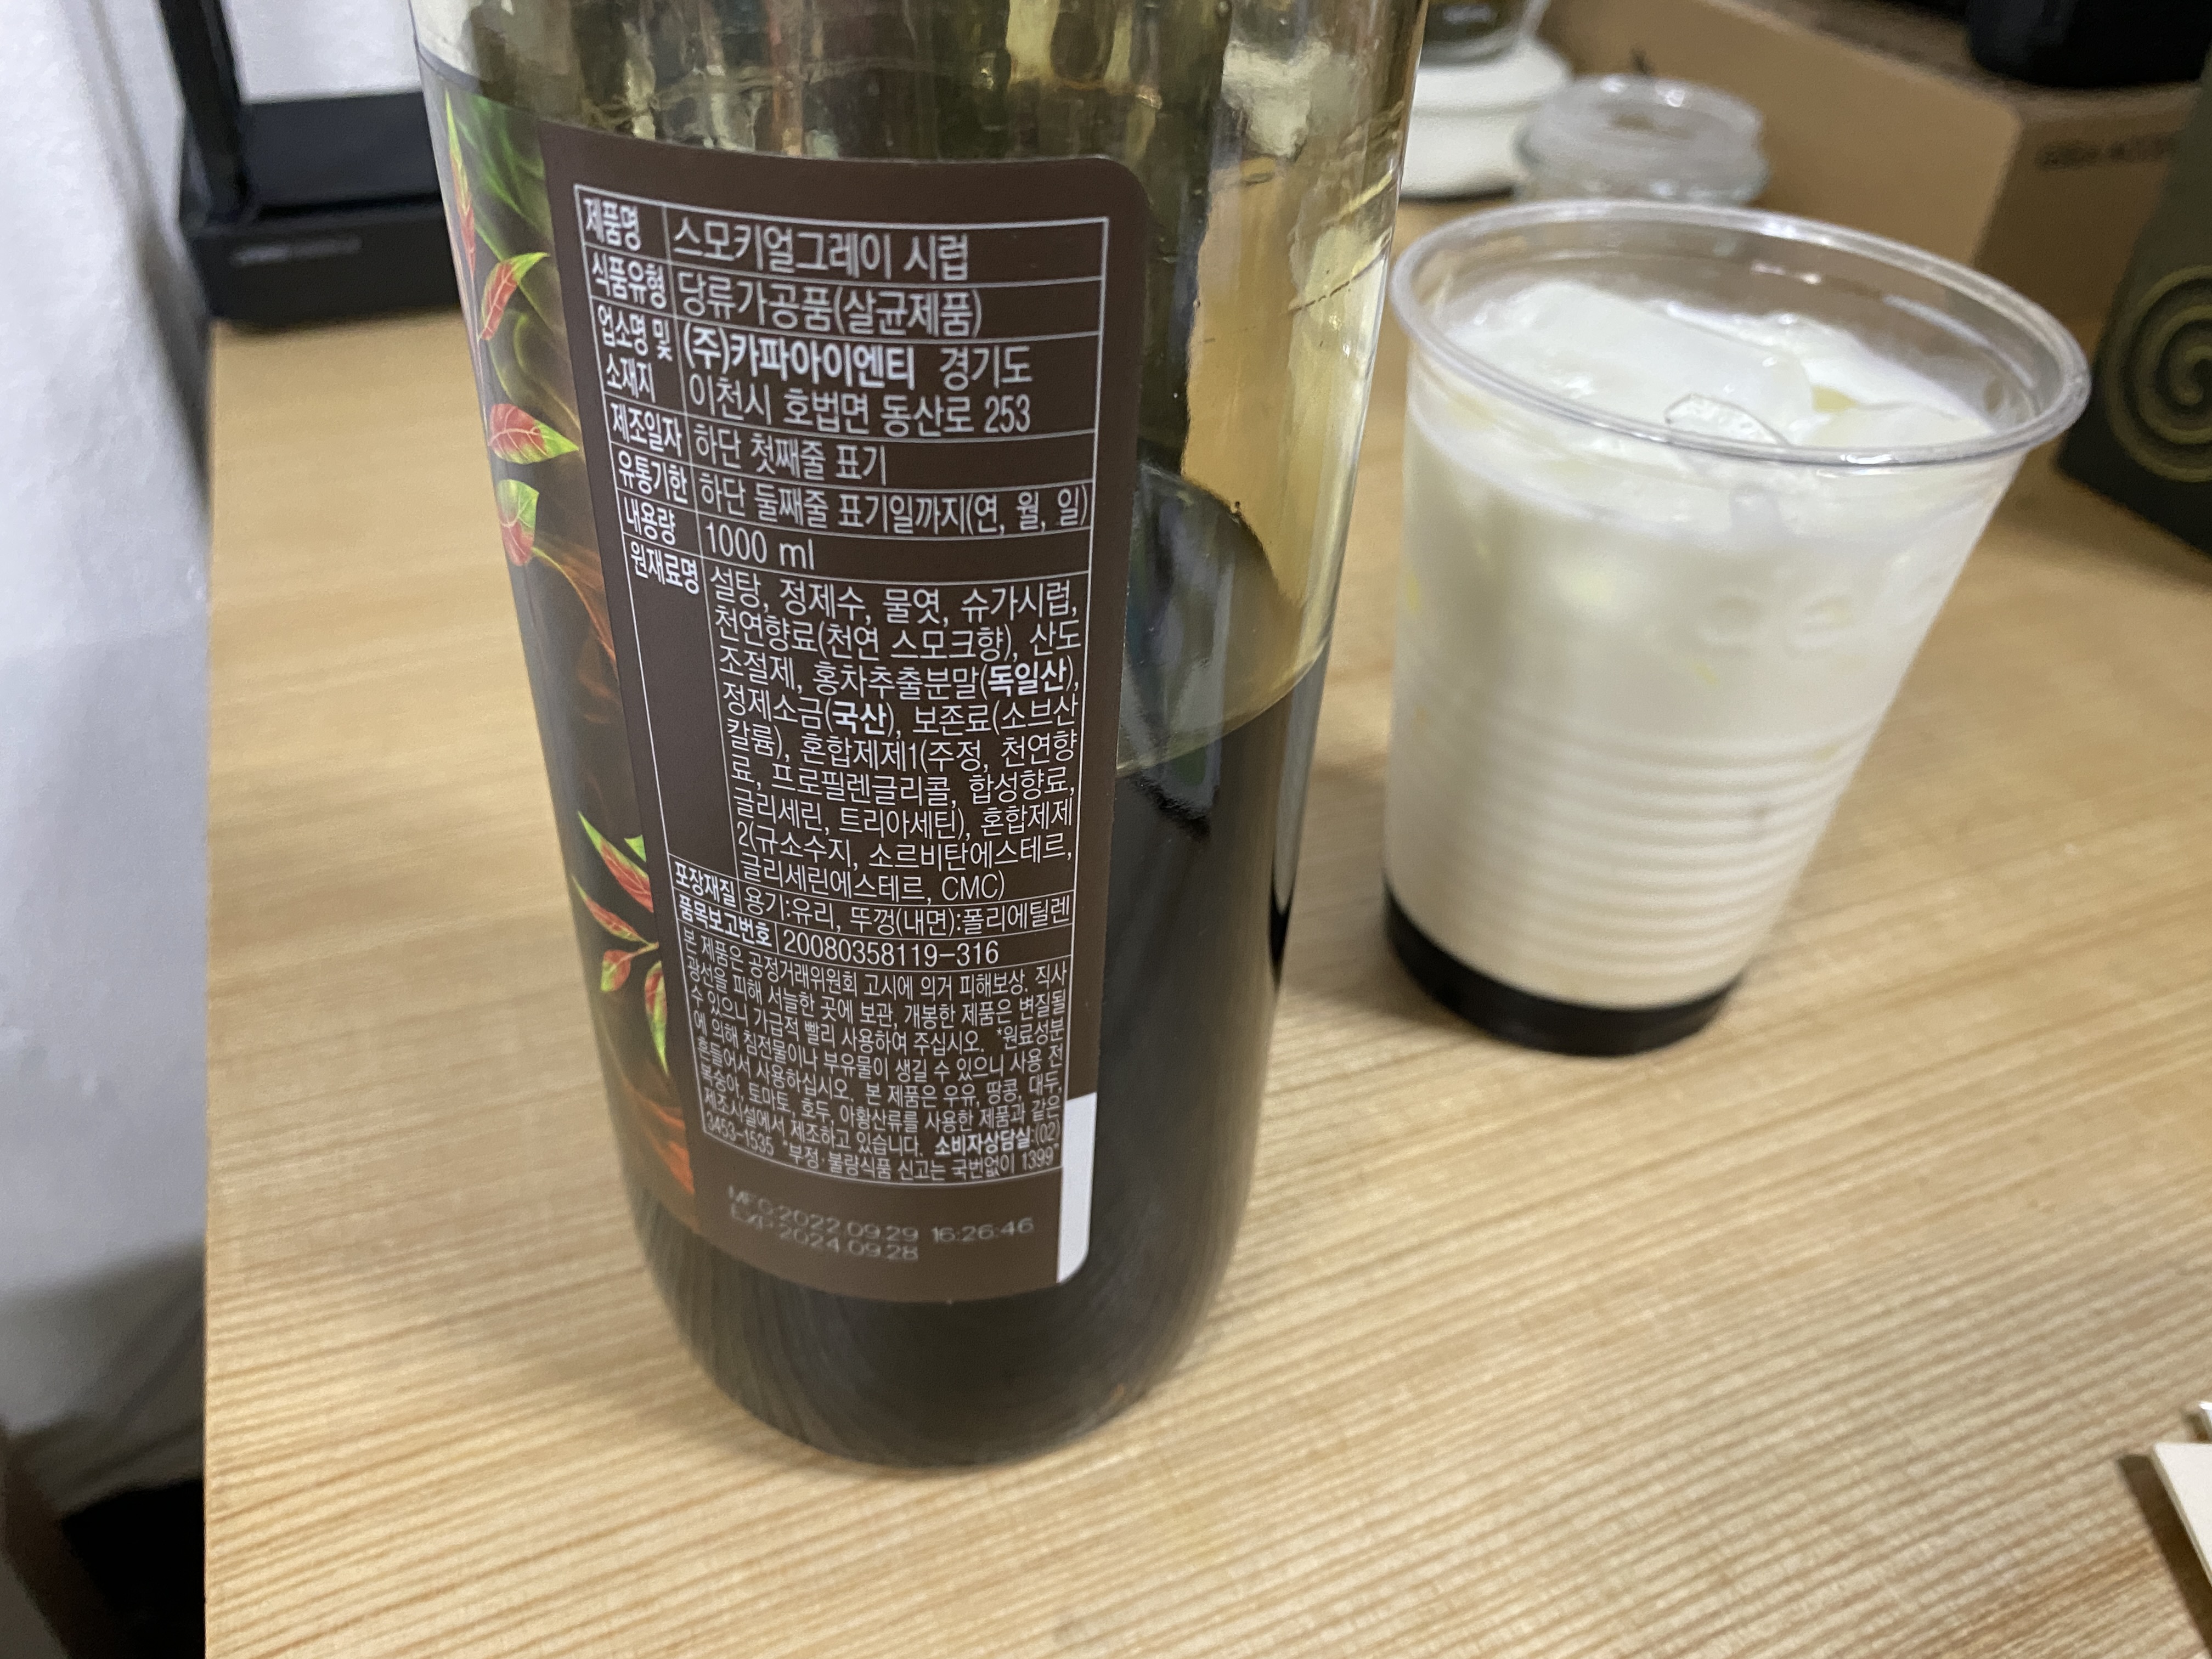 제품명 스모키얼그레이 시럽
식품유형 당류가공품(살균제품)
업소명 및 (주)카파아이엔티 경기도
소재지 이천시 호법면 동산로 253
제조일자 하단 첫째줄 표기
유통기한 하단 둘째줄 표기일까지(연, 월, 일)
내용량 1000 ml
원재료명 설탕, 정제수, 물엿, 슈가시럽,
천연향료(천연 스모크향), 산도
조절제, 홍차추출분말(독일산),
정제소금(국산), 보존료(소브산
칼륨), 혼합제제1(주정, 천연향
료, 프로필렌글리콜, 합성향료,
글리세린, 트리아세틴), 혼합제제
2(규소수지, 소르비탄에스테르,
글리세린에스테르, CMC)
포장재질 용기:유리, 뚜껑(내면):폴리에틸렌
품목보고번호 20080358119-316
본 제품은 공정거래위원회 고시에 의거 피해보상. 직사
광선을 피해 서늘한 곳에 보관, 개봉한 제품은 변질될
수 있으니 가급적 빨리 사용하여 주십시오. *원료성분
에 의해 침전물이나 부유물이 생길 수 있으니 사용 전
흔들어서 사용하십시오. 본 제품은 우유, 땅콩, 대두,
복숭아, 토마토, 호두, 아황산류를 사용한 제품과 같은
제조시설에서 제조하고 있습니다. 소비자상담실:(02)
3453-1535 *부정·불량식품 신고는 국번없이 1399*
MFG:2022.09.29 16:26:46
EXP:2024.09.28